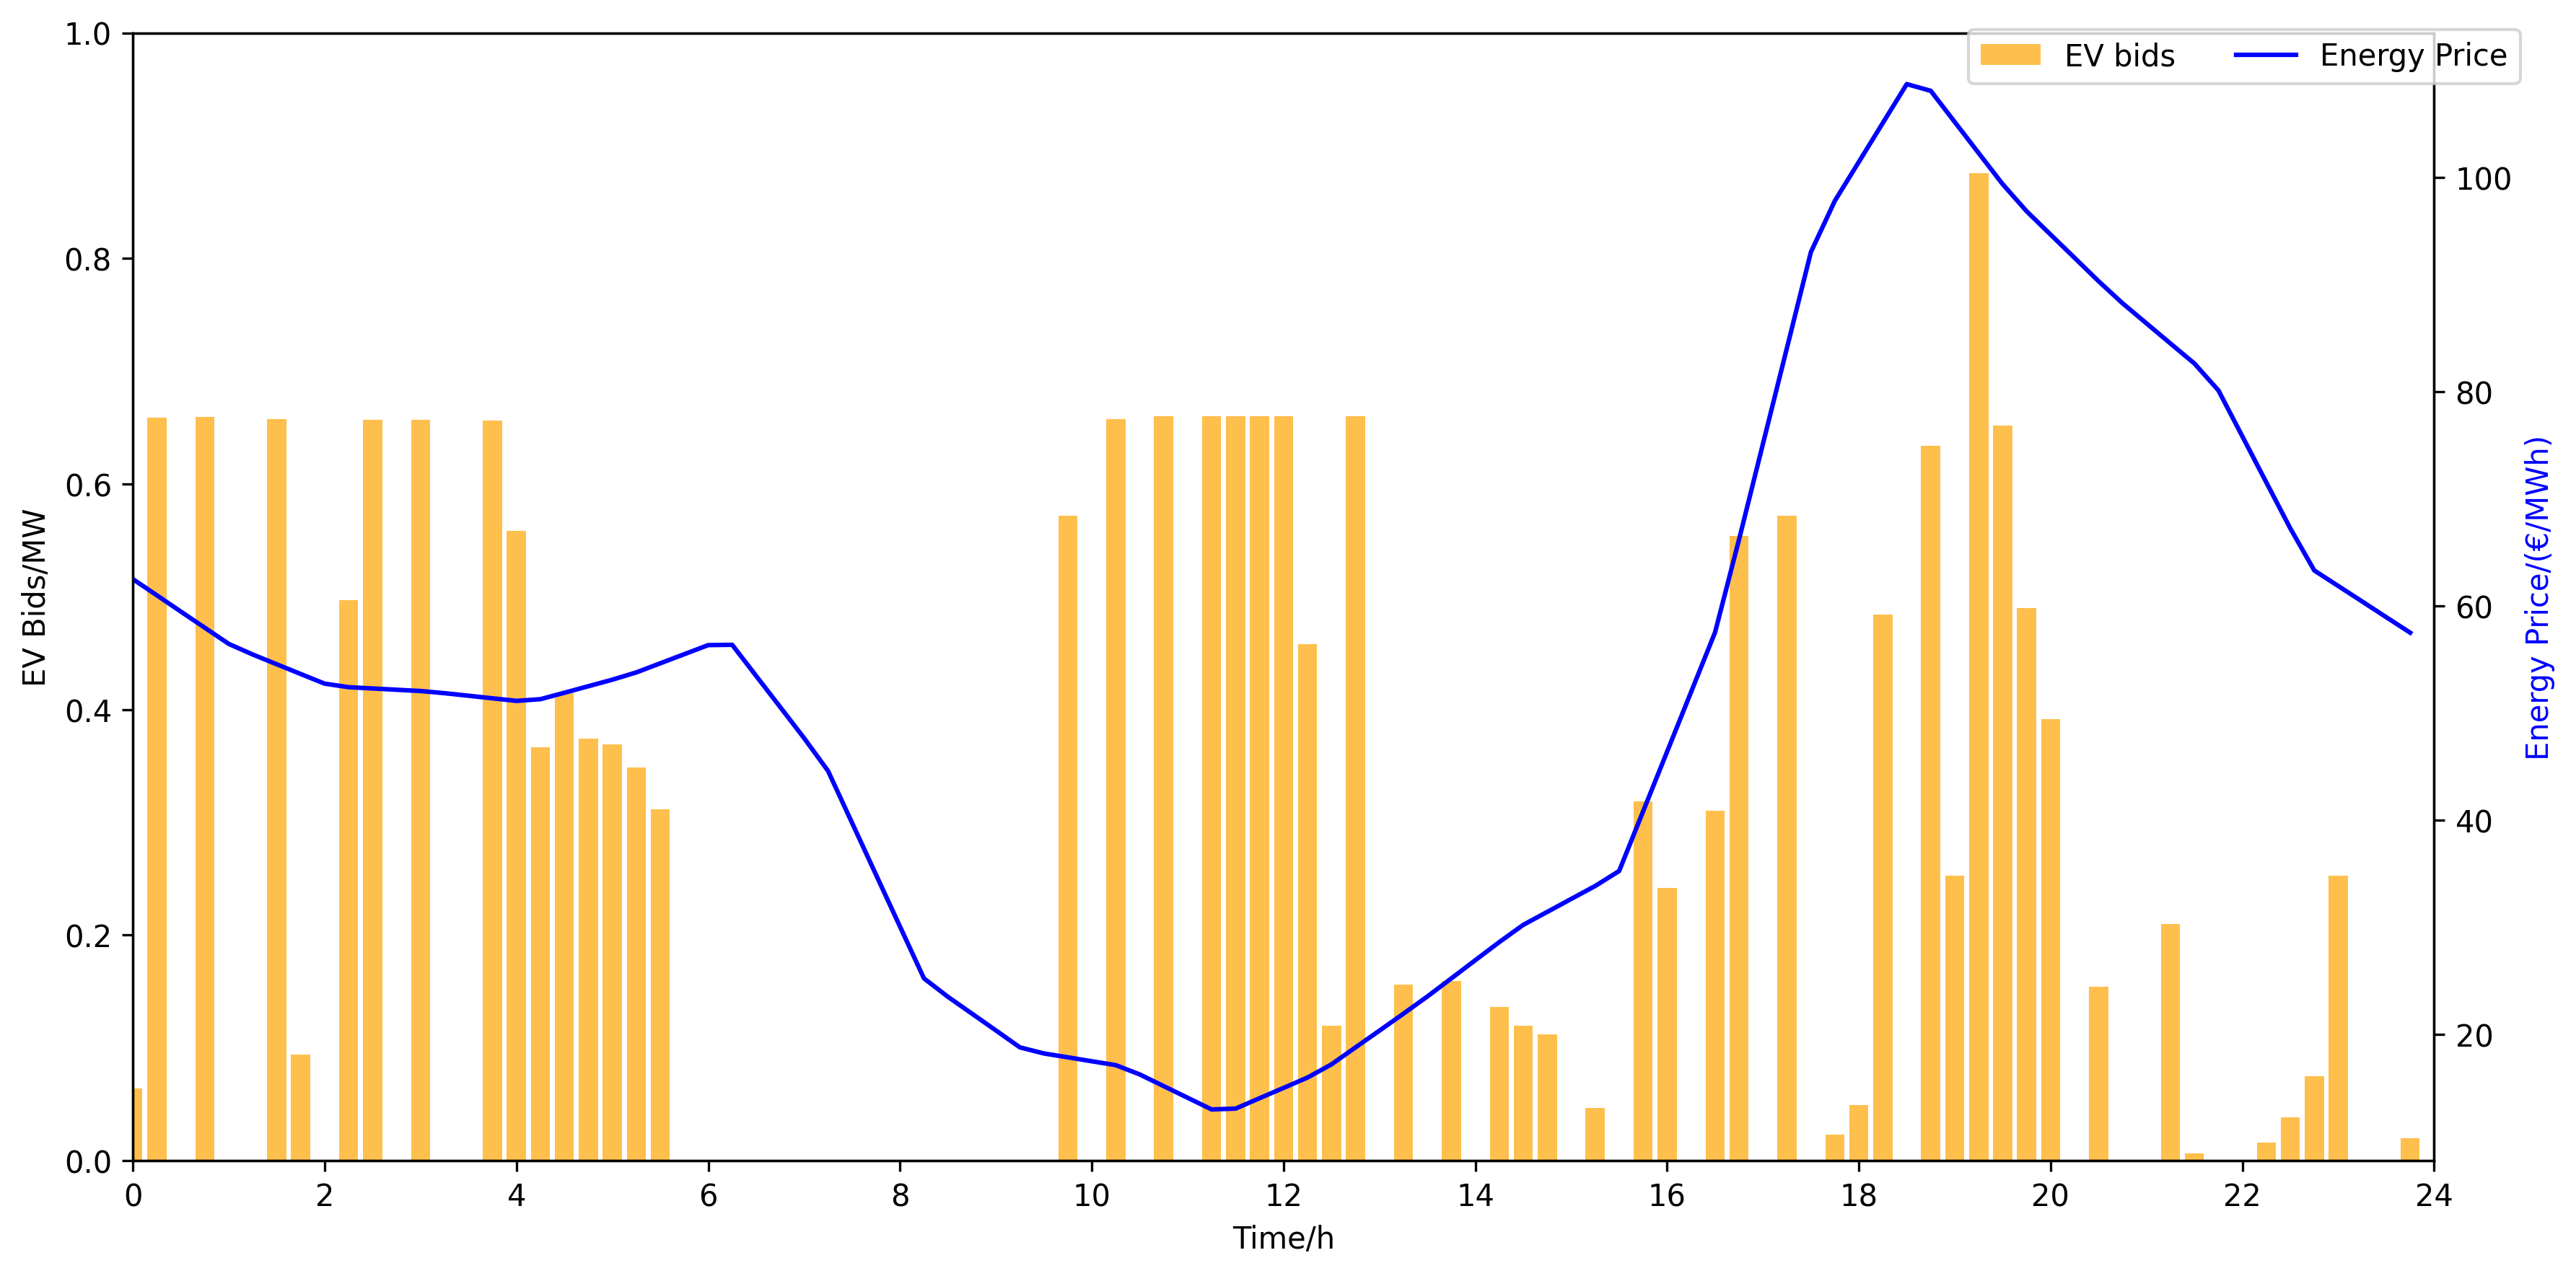 EV bids
Energy Price
1.0
0.8
0.6
0.4
0.2
0.0
EV Bids/MW
100
80
60
40
20
Energy Price/(€/MWh)
0 2 4 6 8 10 12 14 16 18 20 22 24
Time/h